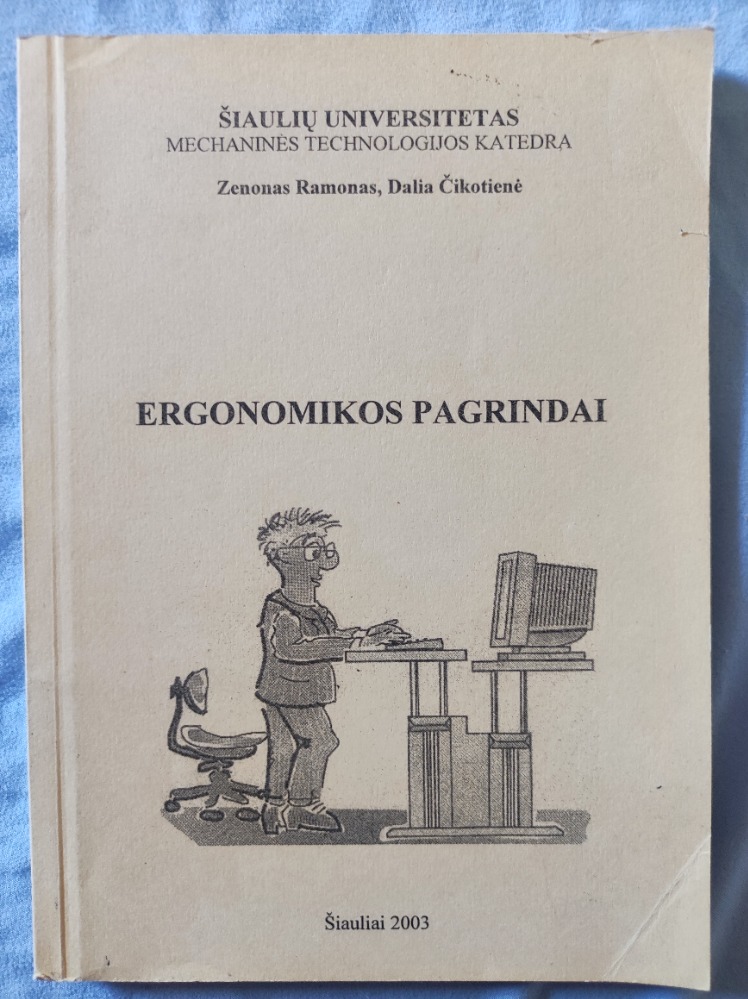 ŠIAULIŲ UNIVERSITETAS
MECHANINĖS TECHNOLOGIJOS KATEDRA
Zenonas Ramonas, Dalia Čikotienė
ERGONOMIKOS PAGRINDAI
Šiauliai 2003